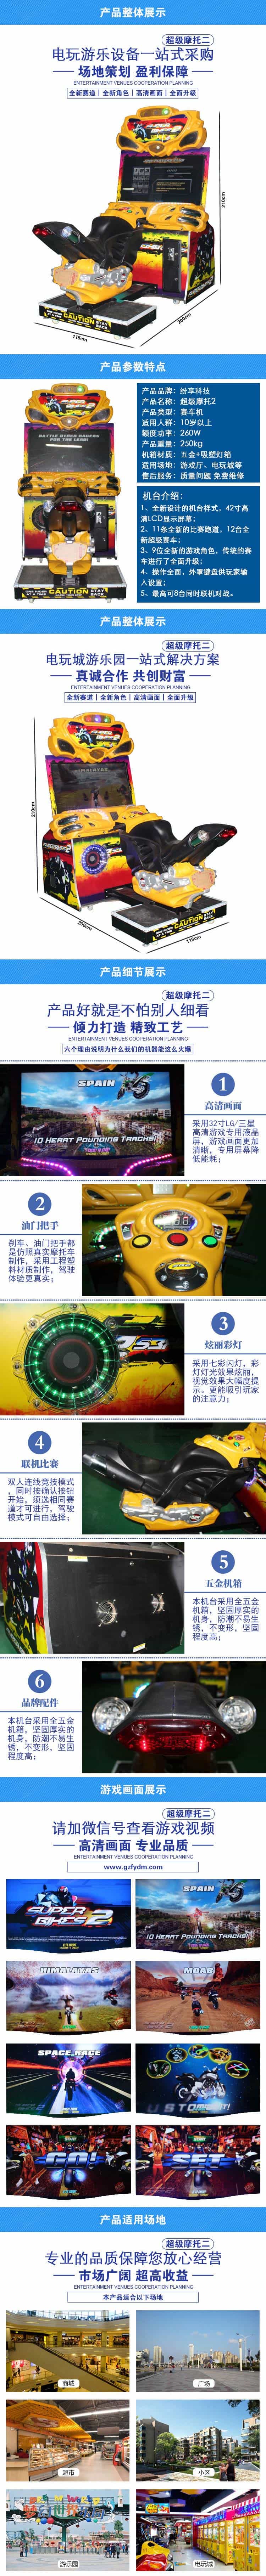 产品整体展示
超级摩托二
电玩游乐设备一站式采购
场地策划 盈利保障
ENTERTAINMENT VENUES COOPERATION PLANNING
全新赛道 | 全新角色 | 高清画面 | 全面升级
210cm
CAUTION
115cm
200cm
产品参数特点
产品品牌：纷享科技
产品名称：超级摩托2
产品类型：赛车机
适用人群：10岁以上
额度功率：260W
产品重量：250kg
机箱材质：五金+吸塑灯箱
适用场地：游戏厅、电玩城等
售后服务：质量问题 免费维修
机台介绍：
1、全新设计的机台样式，42寸高清LCD显示屏幕；
2、11条全新的比赛跑道，12台全新超级赛车；
3、9位全新的游戏角色，传统的赛车进行了全面升级；
4、操作全面，外罩键盘供玩家输入设置；
5、最高可8台同时联机对战。
CAUTION
产品整体展示
超级摩托二
电玩城游乐园一站式解决方案
真诚合作 共创财富
ENTERTAINMENT VENUES COOPERATION PLANNING
全新赛道 | 全新角色 | 高清画面 | 全面升级
HIMALAYAS
210cm
CAUTION
200cm
115cm
产品细节展示
超级摩托二
产品好就是不怕别人细看
倾力打造 精致工艺
ENTERTAINMENT VENUES COOPERATION PLANNING
六个理由说明为什么我们的机器能这么火爆
SPAIN
10 HEART POUNDING TRACKS!!
1
高清画面
采用32寸LG/三星高清游戏专用液晶屏，游戏画面更加清晰，专用屏幕降低能耗；
2
油门把手
刹车、油门把手都是仿照真实摩托车制作，采用工程塑料材质制作，驾驶体验更真实；
3
炫丽彩灯
采用七彩闪灯，彩灯灯光效果炫丽，视觉效果大幅度提示。更能吸引玩家的注意力；
4
联机比赛
双人连线竞技模式，同时按确认按钮开始，须选相同赛道才可进行，驾驶模式可自由选择；
5
五金机箱
本机台采用全五金机箱，坚固厚实的机身，防潮不易生锈，不变形，坚固程度高；
6
品牌配件
本机台采用全五金机箱，坚固厚实的机身，防潮不易生锈，不变形，坚固程度高；
游戏画面展示
超级摩托二
请加微信号查看游戏视频
高清画面 专业品质
ENTERTAINMENT VENUES COOPERATION PLANNING
www.gzfydm.com
SUPER BIKES 2
SPAIN
10 HEART POUNDING TRACKS!!
HIMALAYAS
MOAB
SPACE RACE
GO!
SET
产品适用场地
超级摩托二
专业的品质保障您放心经营
市场广阔 超高收益
ENTERTAINMENT VENUES COOPERATION PLANNING
本产品适合以下场地
商城
广场
超市
小区
游乐园
电玩城